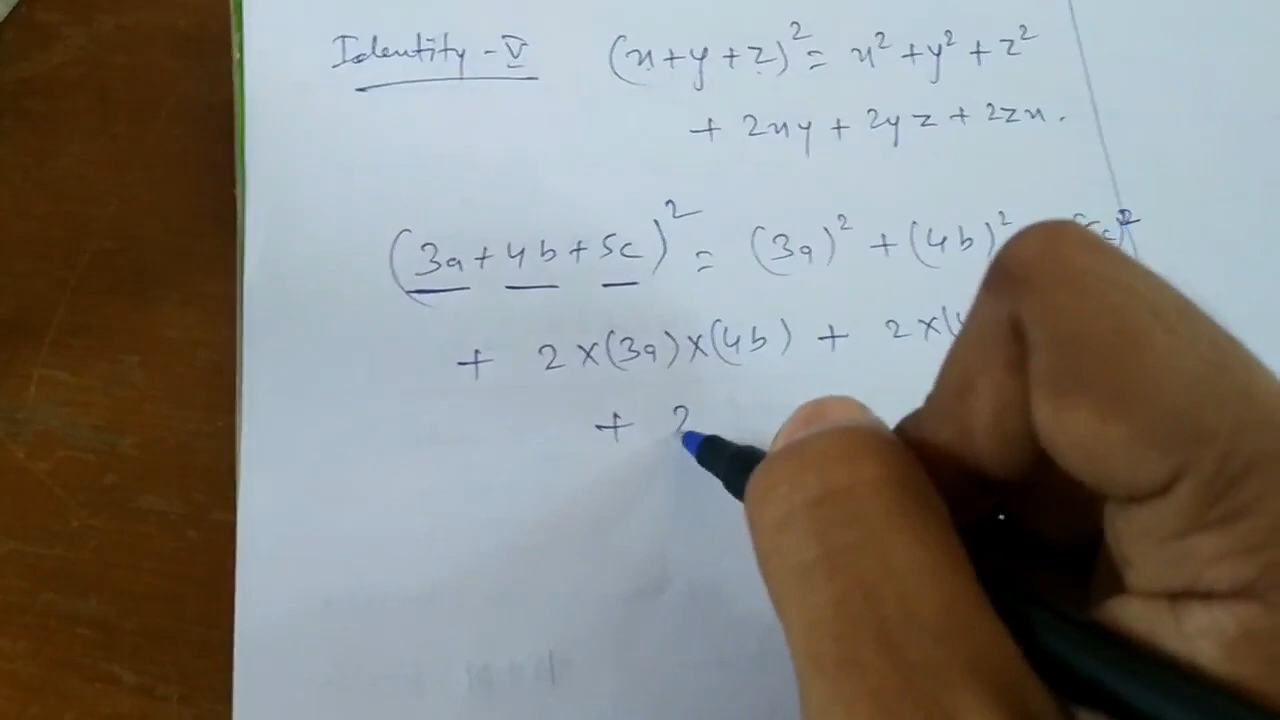 Identity - V (x+y+z)² = x² + y² + z²
+ 2xy + 2yz + 2zx.
(3a + 4b + 5c)² = (3a)² + (4b)² c)²
+ 2×(3a)×(4b) + 2×(
+ 2